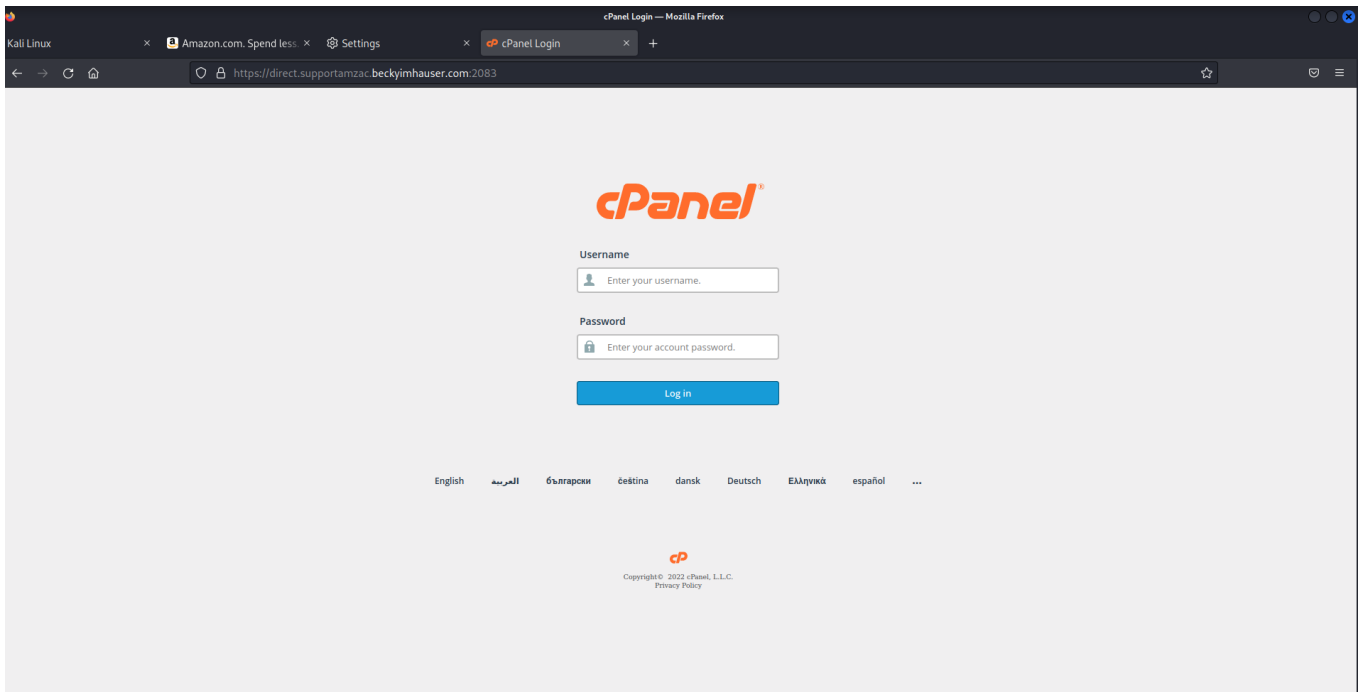 cPanel Login — Mozilla Firefox
Kali Linux × Amazon.com. Spend less. × Settings × cPanel Login × +
https://direct.supportamzac.beckyimhauser.com:2083
cPanel®
Username
Enter your username.
Password
Enter your account password.
Log in
English العربية български čeština dansk Deutsch Ελληνικά español ...
cP
Copyright© 2022 cPanel, L.L.C.
Privacy Policy